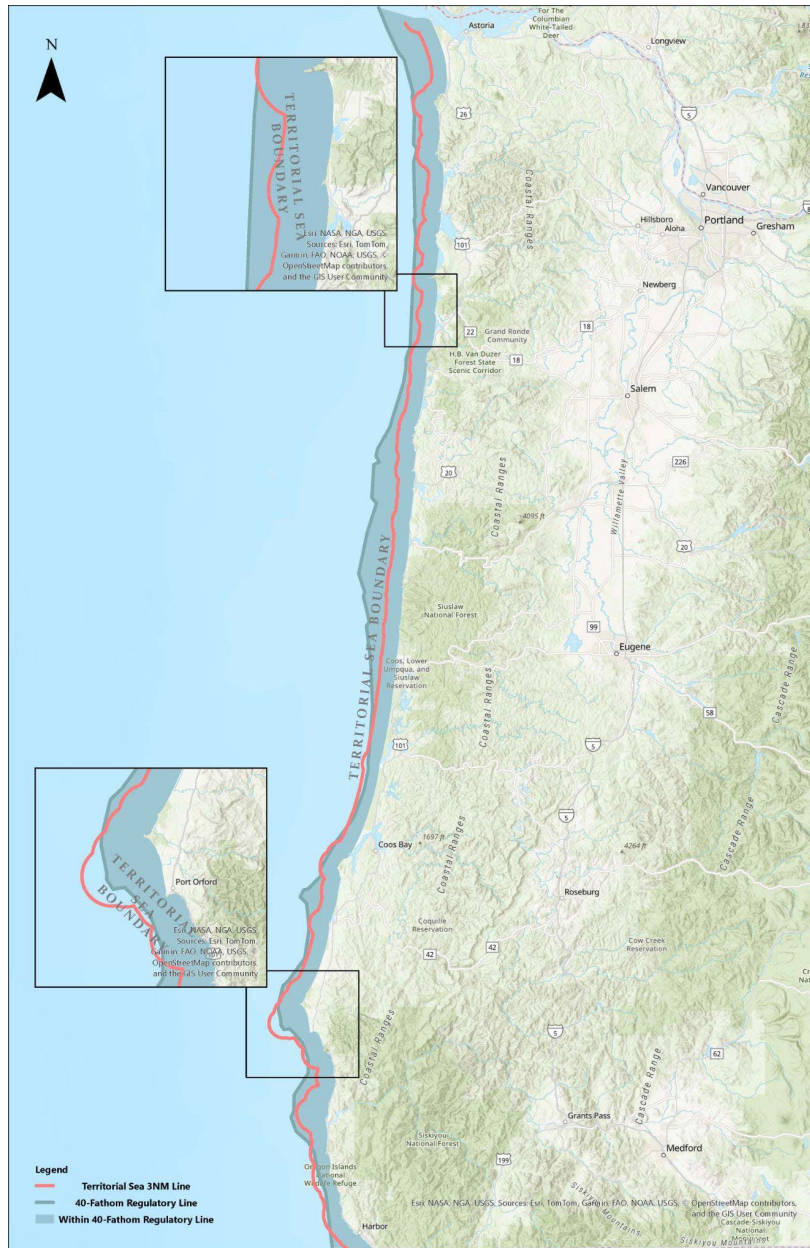 N
Astoria
For The
Columbian
White-Tailed
Deer
Longview
5
26
Coastal Ranges
Vancouver
Hillsboro
Aloha
Portland
Gresham
101
Newberg
TERRITORIAL SEA
BOUNDARY
Esri, NASA, NGA, USGS,
Sources: Esri, TomTom,
Garmin, FAO, NOAA, USGS, ©
OpenStreetMap contributors,
and the GIS User Community
22
Grand Ronde
Community
18
H.B. Van Duzer
Forest State
Scenic Corridor
18
Salem
20
Coastal Ranges
226
Willamette Valley
4095 ft
20
TERRITORIAL SEA BOUNDARY
Siuslaw
National Forest
99
Eugene
Coos, Lower
Umpqua, and
Siuslaw
Reservation
Coastal Ranges
Cascade Range
58
101
5
5
Coos Bay
1697 ft
Coastal Ranges
4264 ft
Cascade Range
Roseburg
Port Orford
TERRITORIAL
SEA
BOUNDARY
Esri, NASA, NGA, USGS,
Sources: Esri, TomTom,
Garmin, FAO, NOAA, USGS, ©
OpenStreetMap contributors,
and the GIS User Community
Coquille
Reservation
42
42
Cow Creek
Reservation
Coastal Ranges
5
62
Cascade Range
Grants Pass
Medford
Siskiyou
National Forest
199
Oregon Islands
National
Wildlife Refuge
Siskiyou Mountains
Legend
Territorial Sea 3NM Line
40-Fathom Regulatory Line
Within 40-Fathom Regulatory Line
Esri, NASA, NGA, USGS, Sources: Esri, TomTom, Garmin, FAO, NOAA, USGS, © OpenStreetMap contributors,
and the GIS User Community
Harbor
Cascade-Siskiyou
National
Monument
Siskiyou Mountains